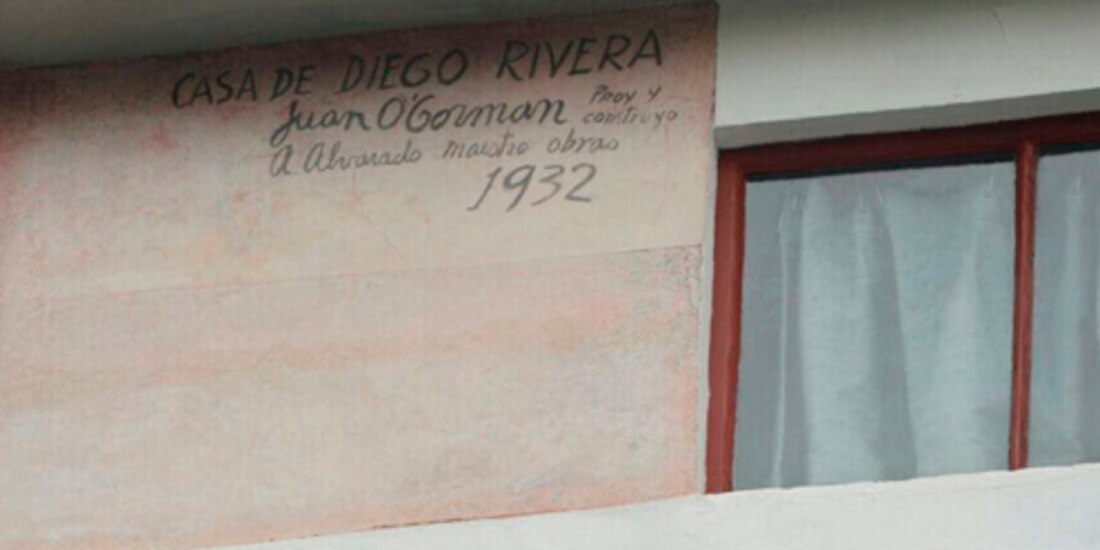 CASA DE DIEGO RIVERA
Juan O'Gorman Proy y construyo
A Alvarado maestro obras
1932